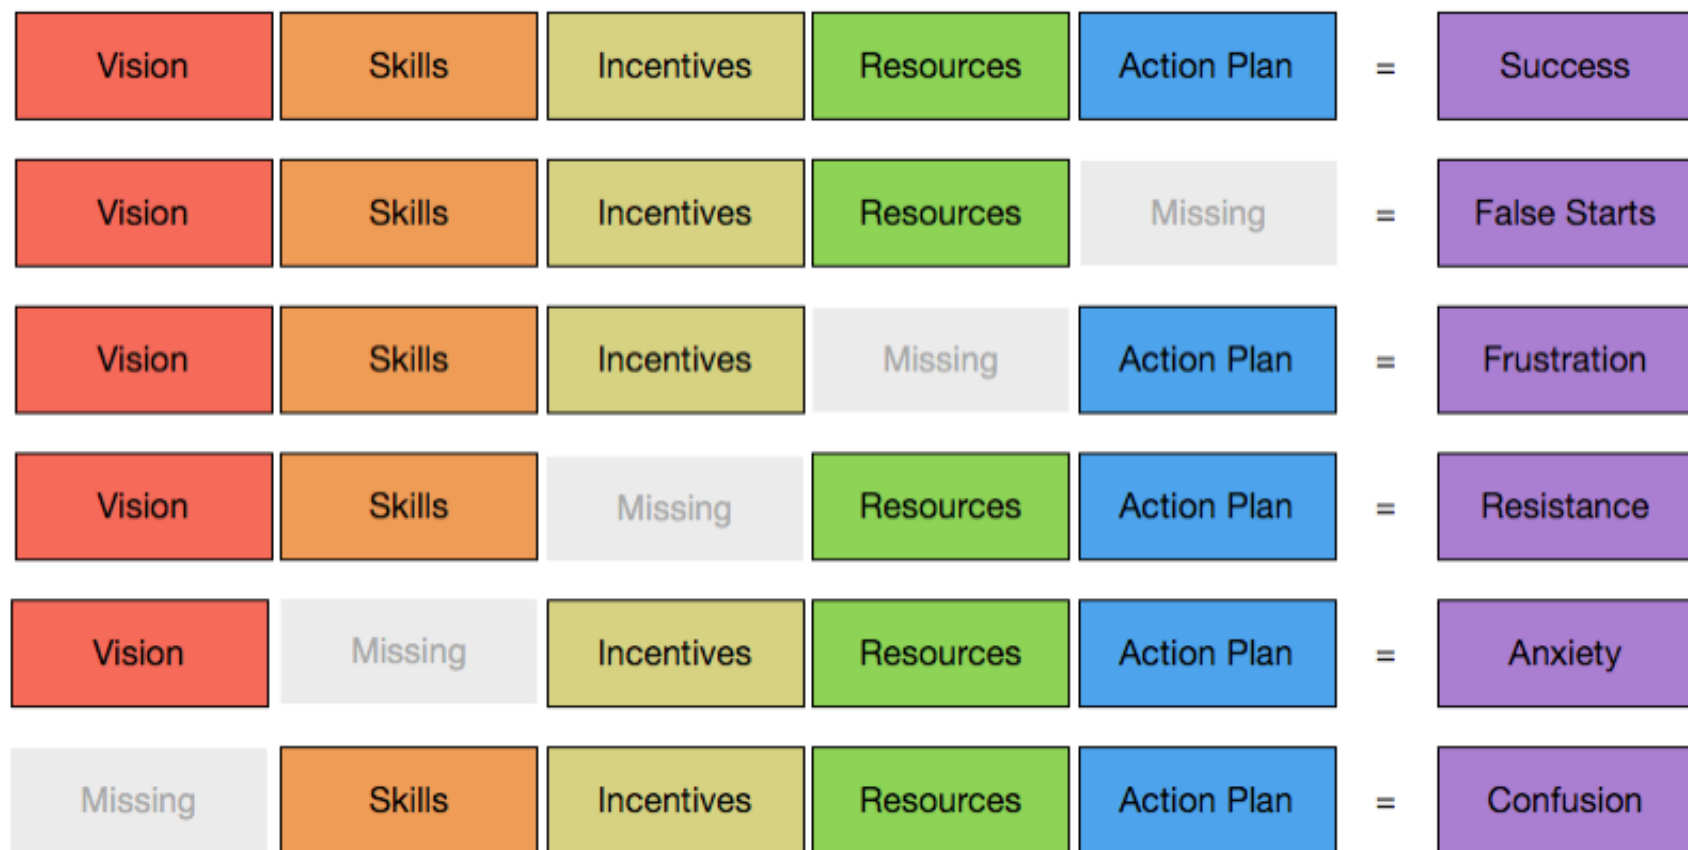 Vision Skills Incentives Resources Action Plan = Success
Vision Skills Incentives Resources Missing = False Starts
Vision Skills Incentives Missing Action Plan = Frustration
Vision Skills Missing Resources Action Plan = Resistance
Vision Missing Incentives Resources Action Plan = Anxiety
Missing Skills Incentives Resources Action Plan = Confusion